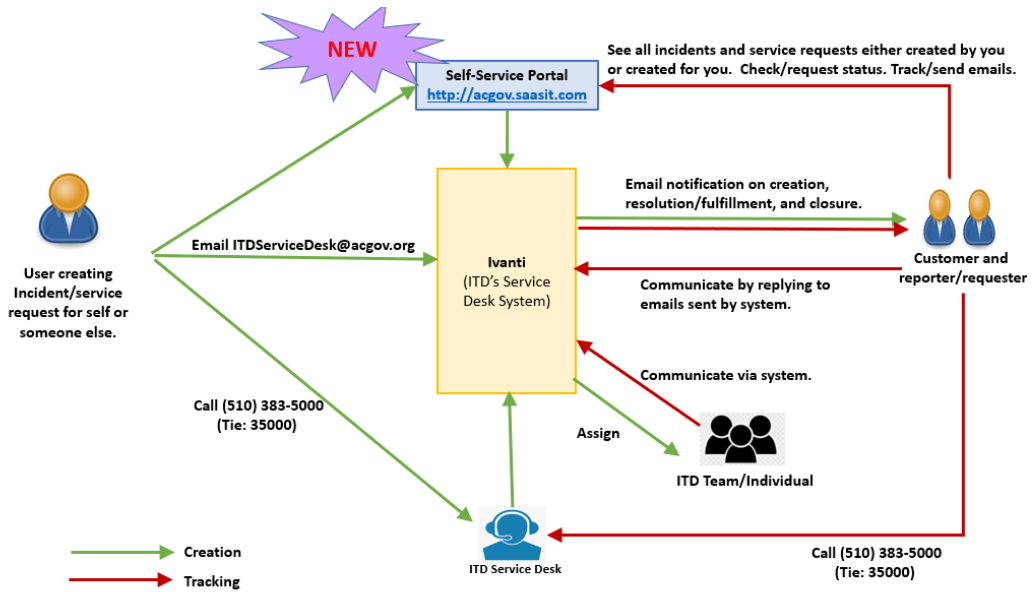 NEW
Self-Service Portal
http://acgov.saasit.com
See all incidents and service requests either created by you
or created for you.  Check/request status. Track/send emails.
User creating
Incident/service
request for self or
someone else.
Email ITDServiceDesk@acgov.org
Ivanti
(ITD's Service
Desk System)
Email notification on creation,
resolution/fulfillment, and closure.
Customer and
reporter/requester
Communicate by replying to
emails sent by system.
Communicate via system.
Call (510) 383-5000
(Tie: 35000)
Assign
ITD Team/Individual
ITD Service Desk
Call (510) 383-5000
(Tie: 35000)
Creation
Tracking